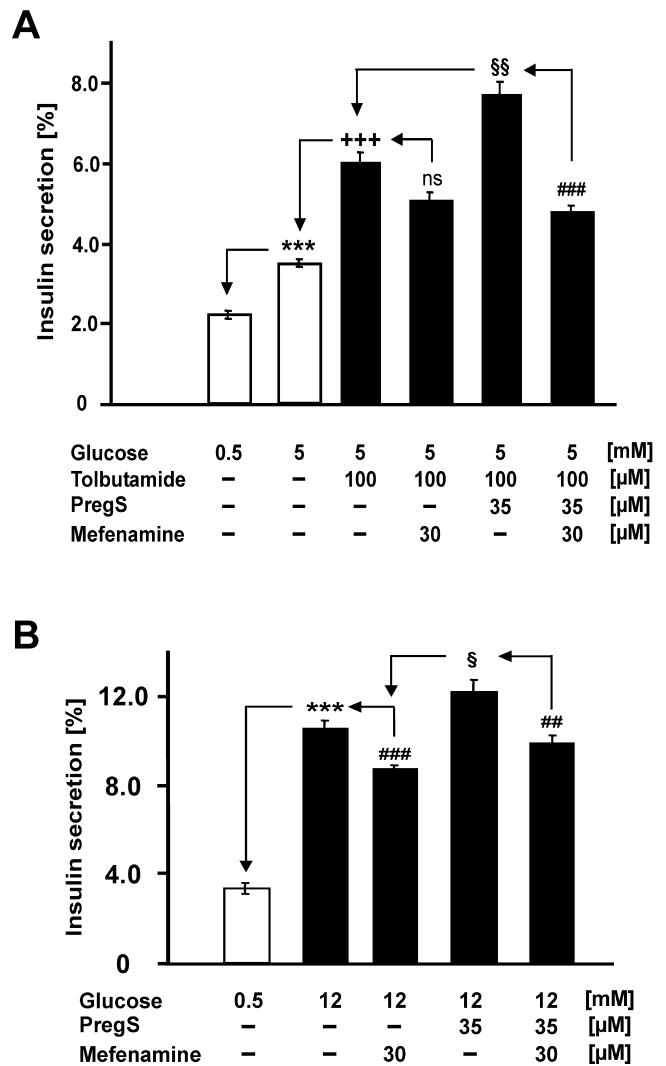 A
Insulin secretion [%]
8.0
6.0
4.0
2.0
0
§§
+++
ns
###
***
Glucose 0.5 5 5 5 5 5 [mM]
Tolbutamide – – 100 100 100 100 [µM]
PregS – – – – 35 35 [µM]
Mefenamine – – – 30 – 30 [µM]
B
Insulin secretion [%]
12.0
8.0
4.0
0
§
***
##
###
Glucose 0.5 12 12 12 12 [mM]
PregS – – – 35 35 [µM]
Mefenamine – – 30 – 30 [µM]